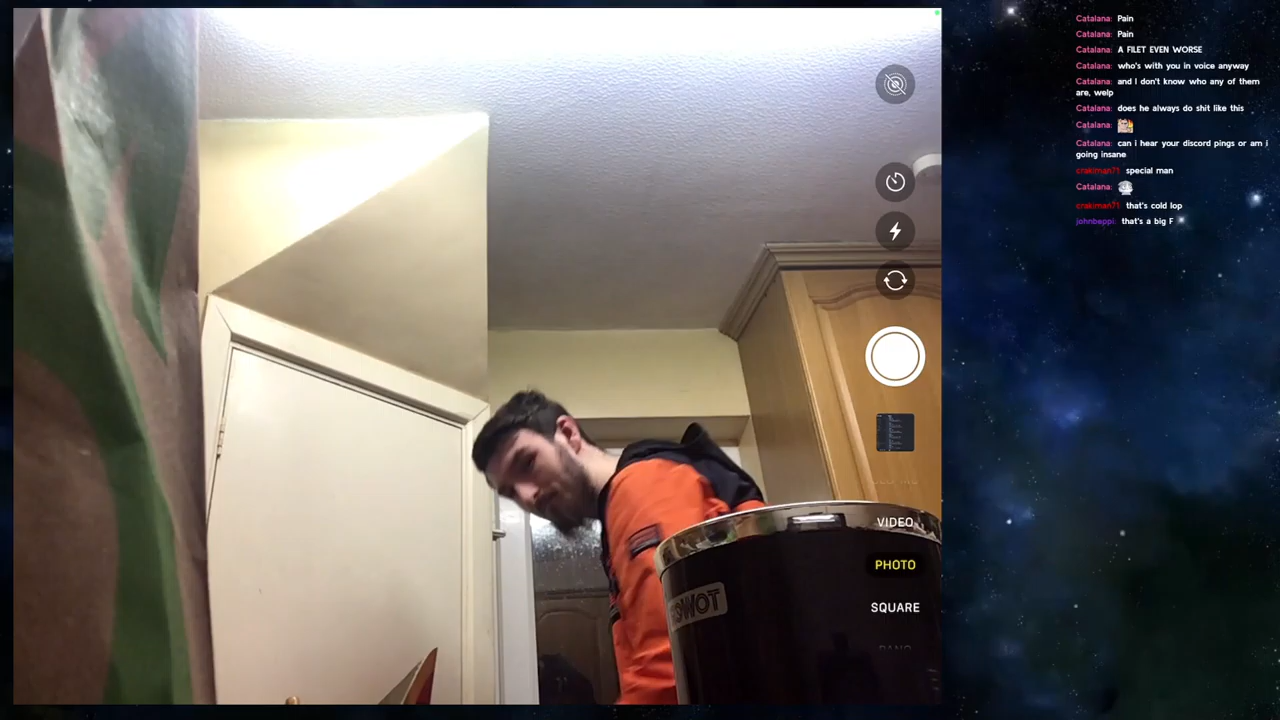 VIDEO
PHOTO
SQUARE
Catalana: Pain
Catalana: Pain
Catalana: A FILET EVEN WORSE
Catalana: who's with you in voice anyway
Catalana: and I don't know who any of them
are, welp
Catalana: does he always do shit like this
Catalana:
Catalana: can i hear your discord pings or am i
going insane
crakiman71: special man
Catalana:
crakiman71: that's cold lop
johnbeppi: that's a big F